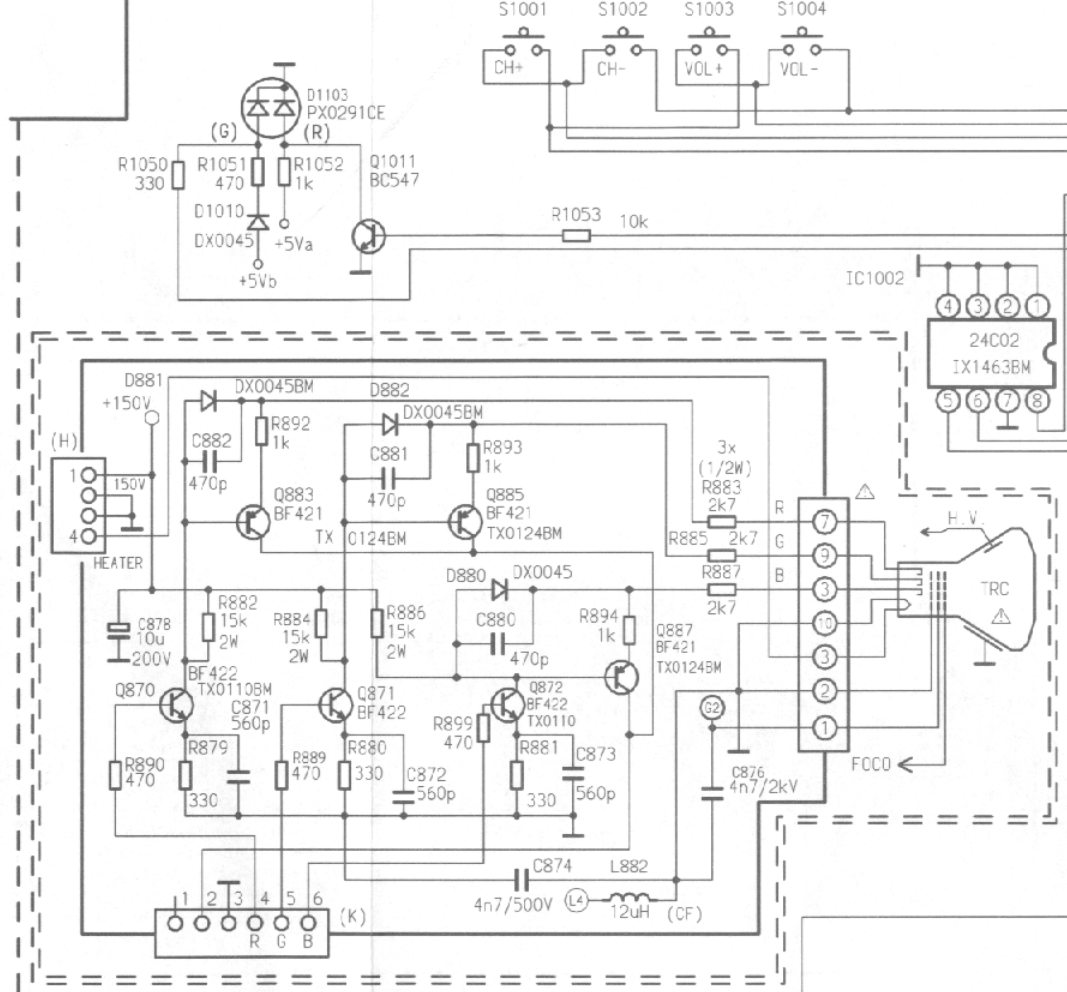 S1001 S1002 S1003 S1004
CH+ CH- VOL+ VOL-
D1103
PX0291CE
(G) (R)
R1050
330
R1051
470
R1052
1k
Q1011
BC547
D1010
DX0045
+5Va
+5Vb
R1053 10k
IC1002
4 3 2 1
24C02
IX1463BM
5 6 7 8
D881
+150V
DX0045BM
D882
DX0045BM
(H)
1
150V
4
HEATER
R892
1k
C882
470p
C881
470p
R893
1k
Q883
BF421
TX 0124BM
Q885
BF421
TX0124BM
3x
(1/2W)
R883
2k7
R885 2k7
R887
2k7
R
G
B
7
9
3
10
3
2
1
H.V.
TRC
FOCO
D880
DX0045
C880
470p
R894
1k
Q887
BF421
TX0124BM
C878
10u
200V
R882
15k
2W
R884
15k
2W
R886
15k
2W
BF422
TX0110BM
Q870
C871
560p
Q871
BF422
Q872
BF422
TX0110
R899
470
R890
470
R879
330
R889
470
R880
330
C872
560p
R881
330
C873
560p
G2
C876
4n7/2kV
C874
4n7/500V
L4
L882
12uH
(CF)
1 2 3 4 5 6
R G B
(K)